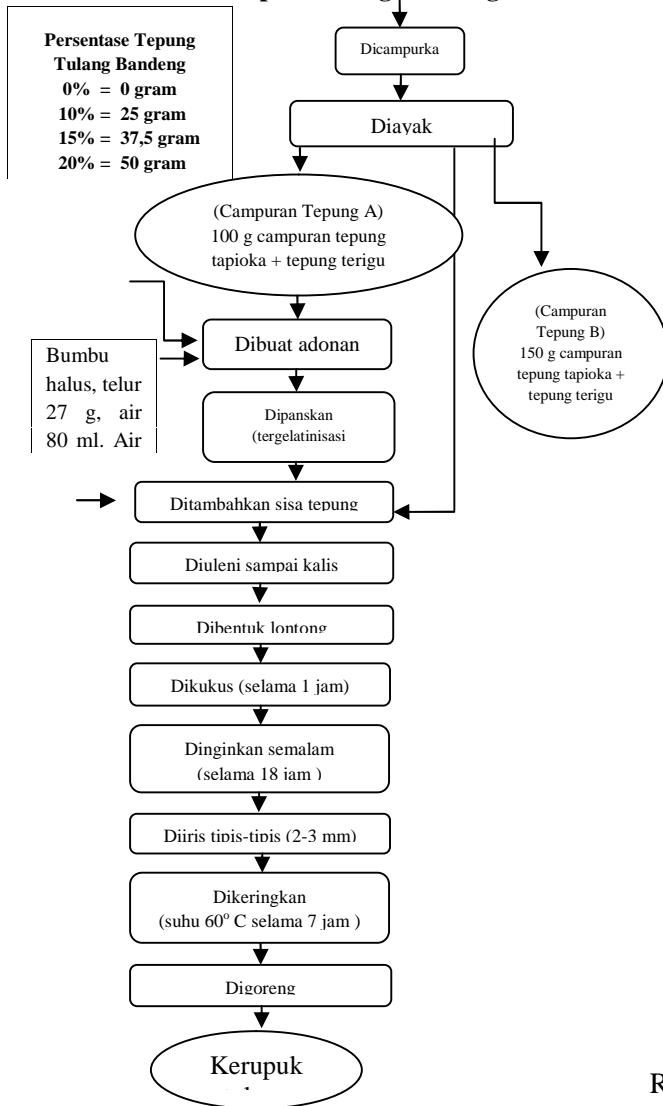 Persentase Tepung
Tulang Bandeng
0% = 0 gram
10% = 25 gram
15% = 37,5 gram
20% = 50 gram
Dicampurka
Diayak
(Campuran Tepung A)
100 g campuran tepung
tapioka + tepung terigu
(Campuran
Tepung B)
150 g campuran
tepung tapioka +
tepung terigu
Dibuat adonan
Bumbu
halus, telur
27 g, air
80 ml. Air
Dipanskan
(tergelatinisasi
Ditambahkan sisa tepung
Diuleni sampai kalis
Dibentuk lontong
Dikukus (selama 1 jam)
Dinginkan semalam
(selama 18 jam )
Diiris tipis-tipis (2-3 mm)
Dikeringkan
(suhu 60° C selama 7 jam )
Digoreng
Kerupuk
R